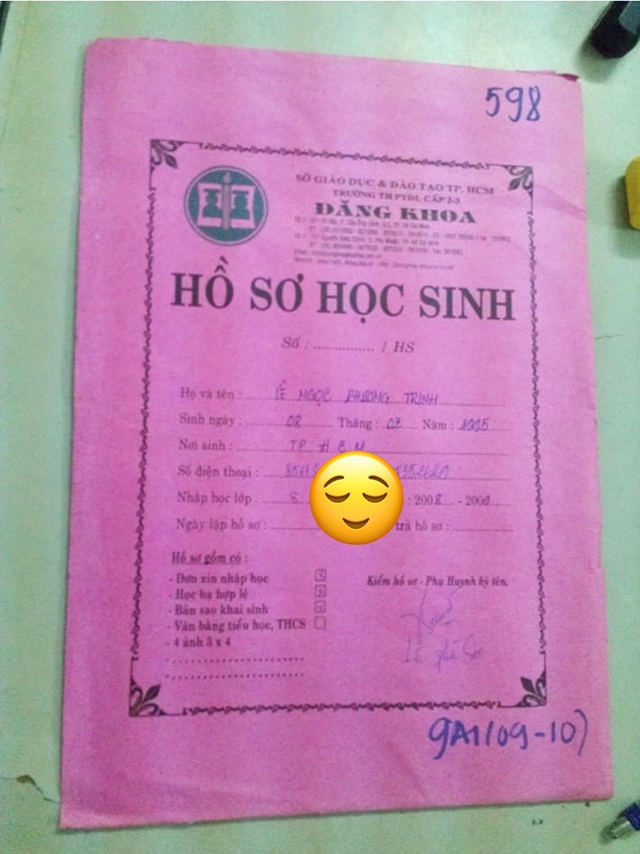 598
SỞ GIÁO DỤC & ĐÀO TẠO TP. HCM
TRƯỜNG TH PTDL CẤP 2-3
ĐĂNG KHOA
HỒ SƠ HỌC SINH
Số : ............... / HS
Họ và tên : LÊ NGỌC PHƯƠNG TRINH
Sinh ngày : 02 Tháng : 03 Năm : 1995
Nơi sinh : TP HCM
Số điện thoại :
Nhập học lớp : 8 : 2008 - 2009
Ngày lập hồ sơ : trả hồ sơ :
Hồ sơ gồm có :
- Đơn xin nhập học
- Học bạ hợp lệ
- Bản sao khai sinh
- Văn bằng tiểu học, THCS
- 4 ảnh 3 x 4
Kiểm hồ sơ - Phụ Huynh ký tên,
9A1(09-10)